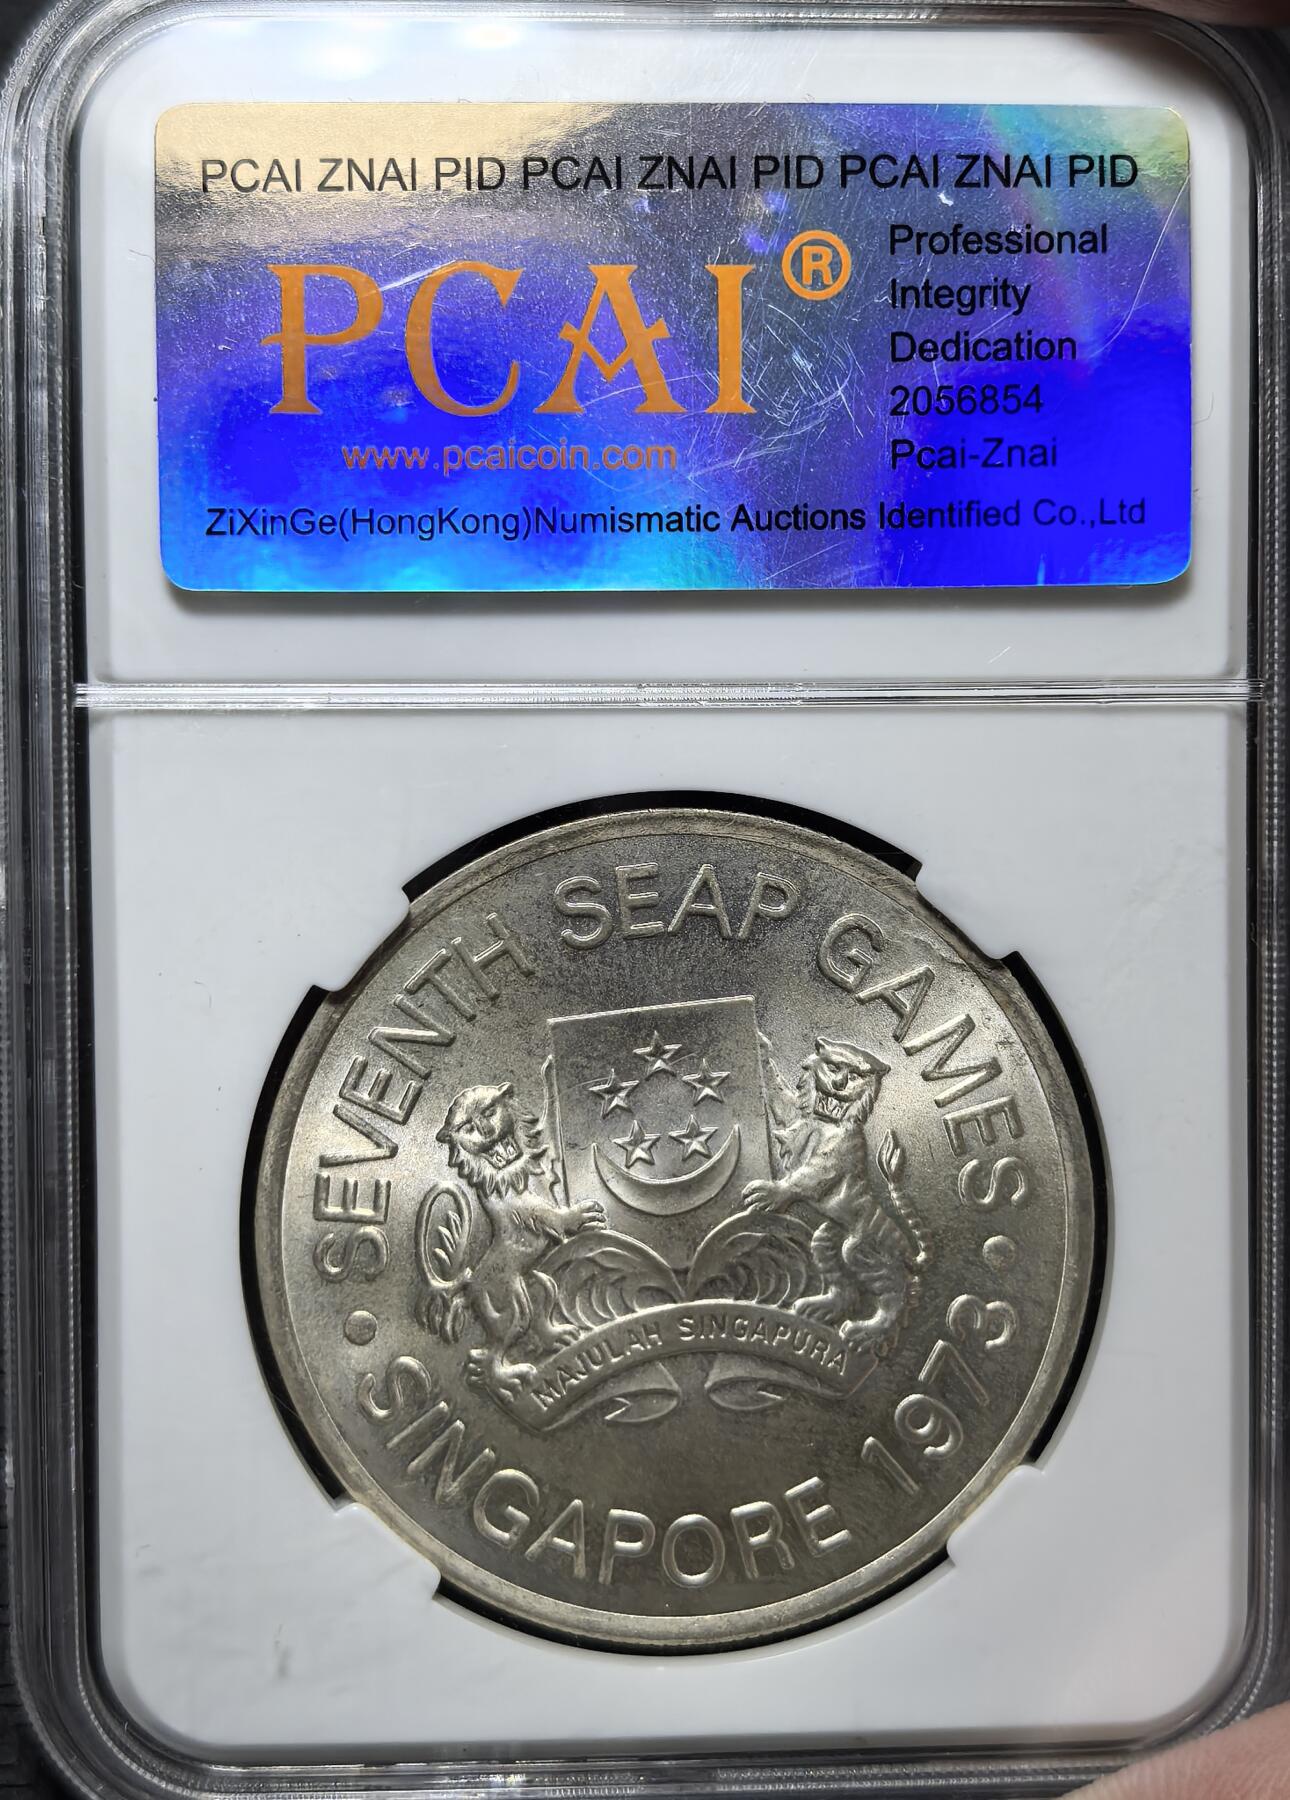 PCAI ZNAI PID PCAI ZNAI PID PCAI ZNAI PID
PCAI®
www.pcaicoin.com
Professional
Integrity
Dedication
2056854
Pcai-Znai
ZiXinGe(HongKong)Numismatic Auctions Identified Co.,Ltd
SEVENTH SEAP GAMES
MAJULAH SINGAPURA
SINGAPORE 1973